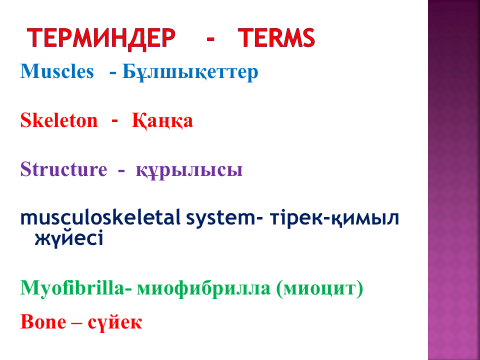 ТЕРМИНДЕР - TERMS
Muscles - Бұлшықеттер
Skeleton - Қаңқа
Structure - құрылысы
musculoskeletal system- тірек-қимыл
жүйесі
Myofibrilla- миофибрилла (миоцит)
Bone – сүйек